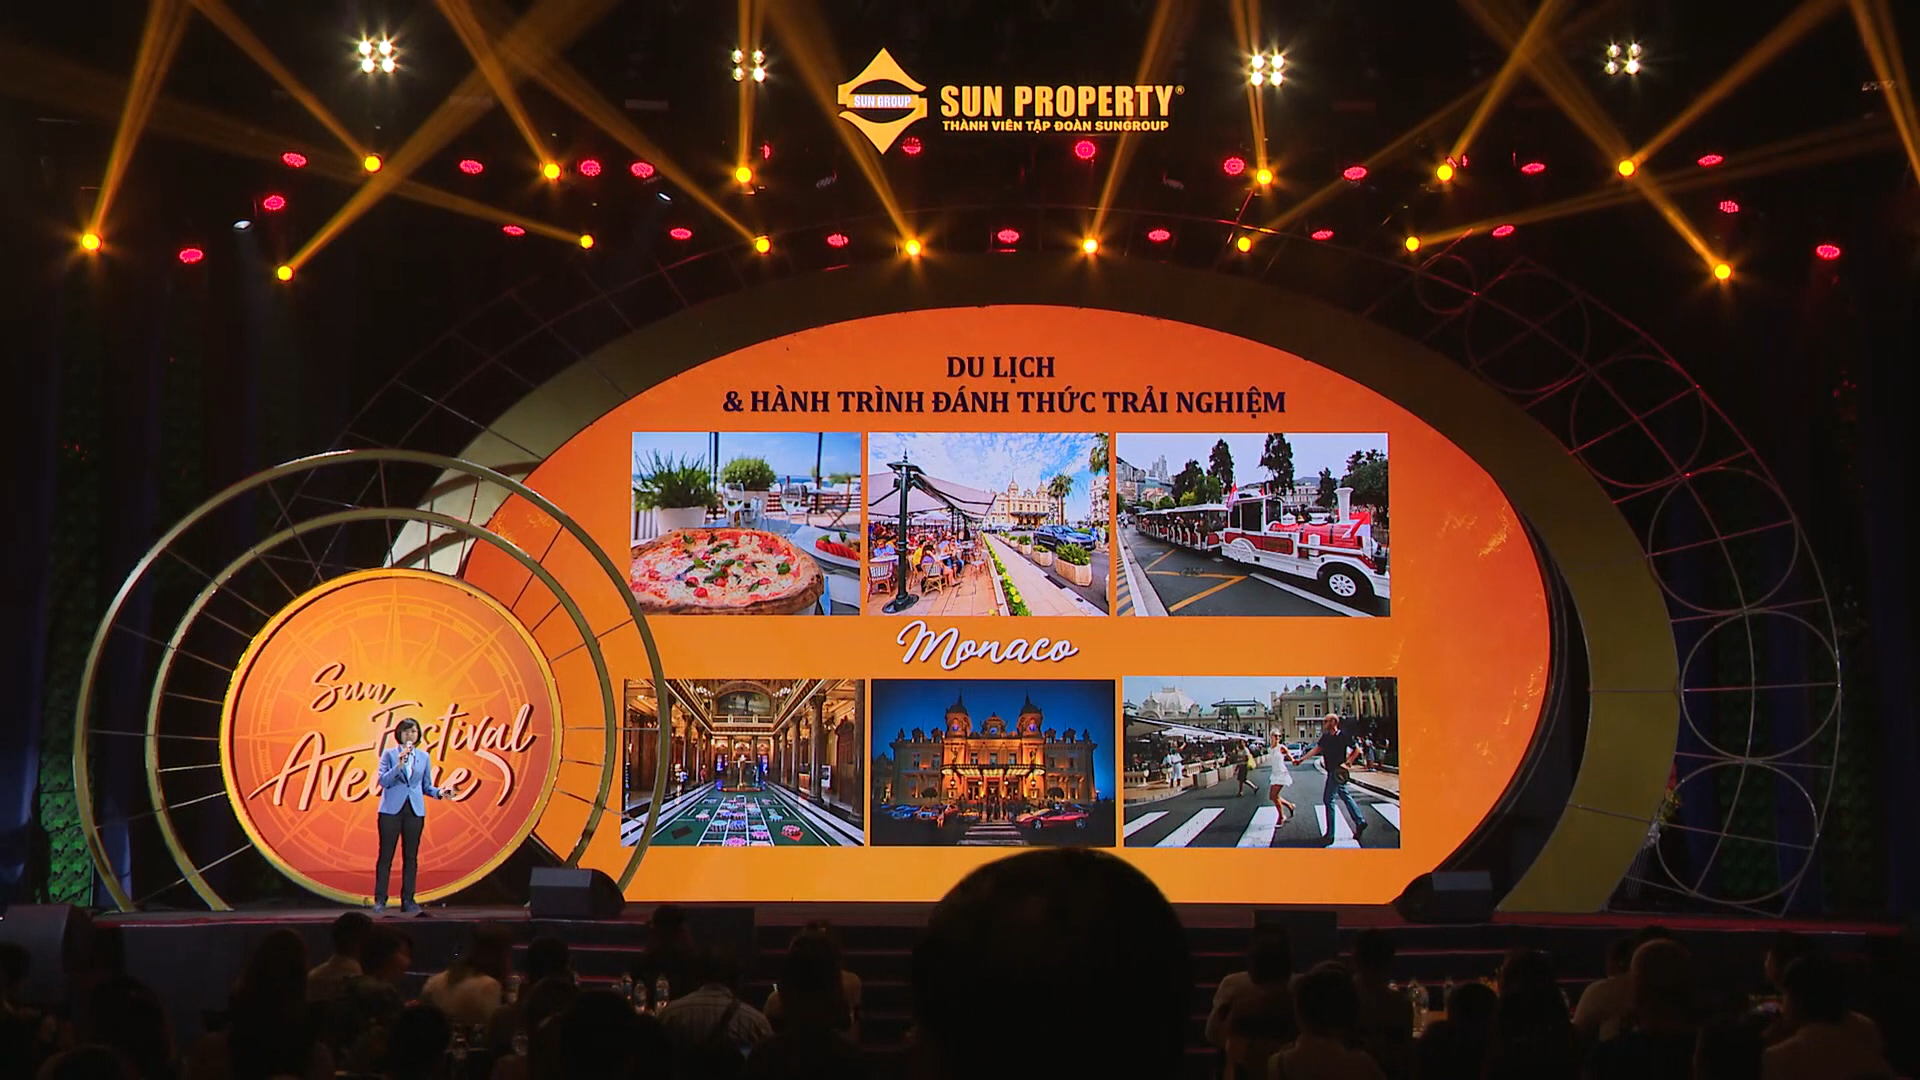 SUN GROUP
SUN PROPERTY®
THÀNH VIÊN TẬP ĐOÀN SUNGROUP
DU LỊCH
& HÀNH TRÌNH ĐÁNH THỨC TRẢI NGHIỆM
Monaco
Sun
Festival
Avenue